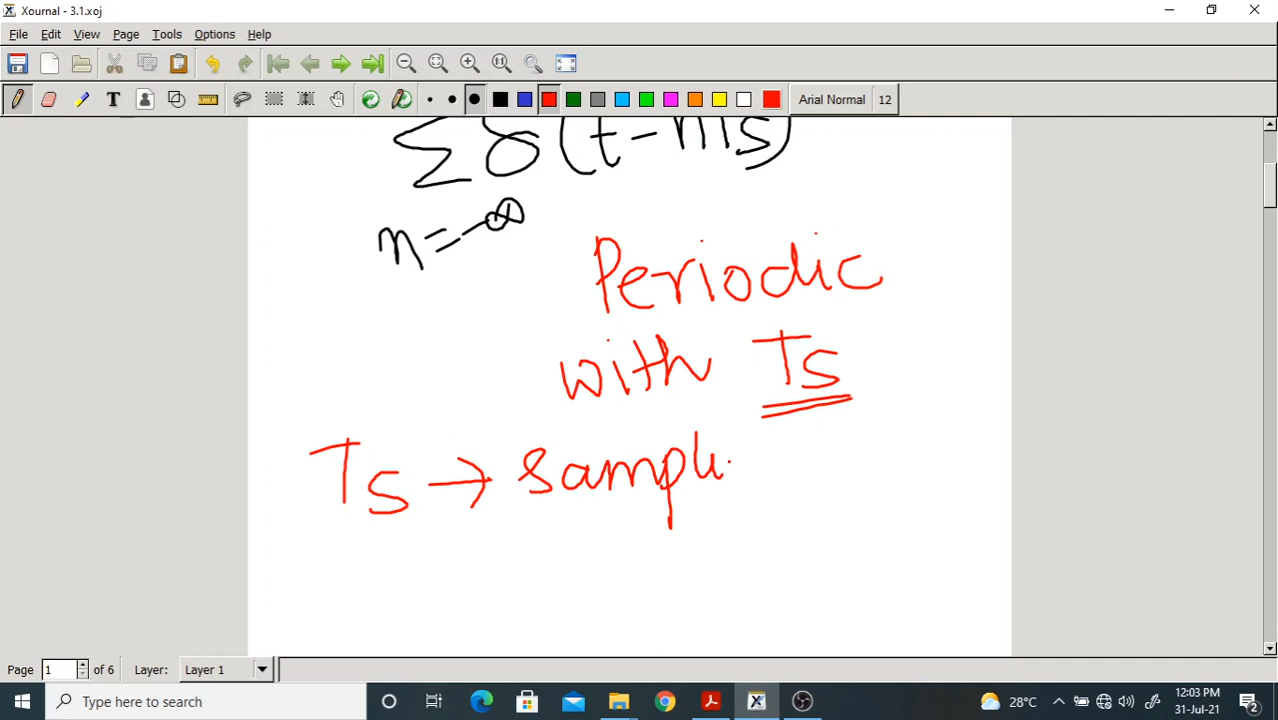 Xournal - 3.1.xoj
File Edit View Page Tools Options Help
T Arial Normal 12
∑ δ(t-nTs)
n=-∞
Periodic
with Ts
Ts → sampl
Page 1 of 6 Layer: Layer 1
Type here to search 28°C 12:03 PM
31-Jul-21 2